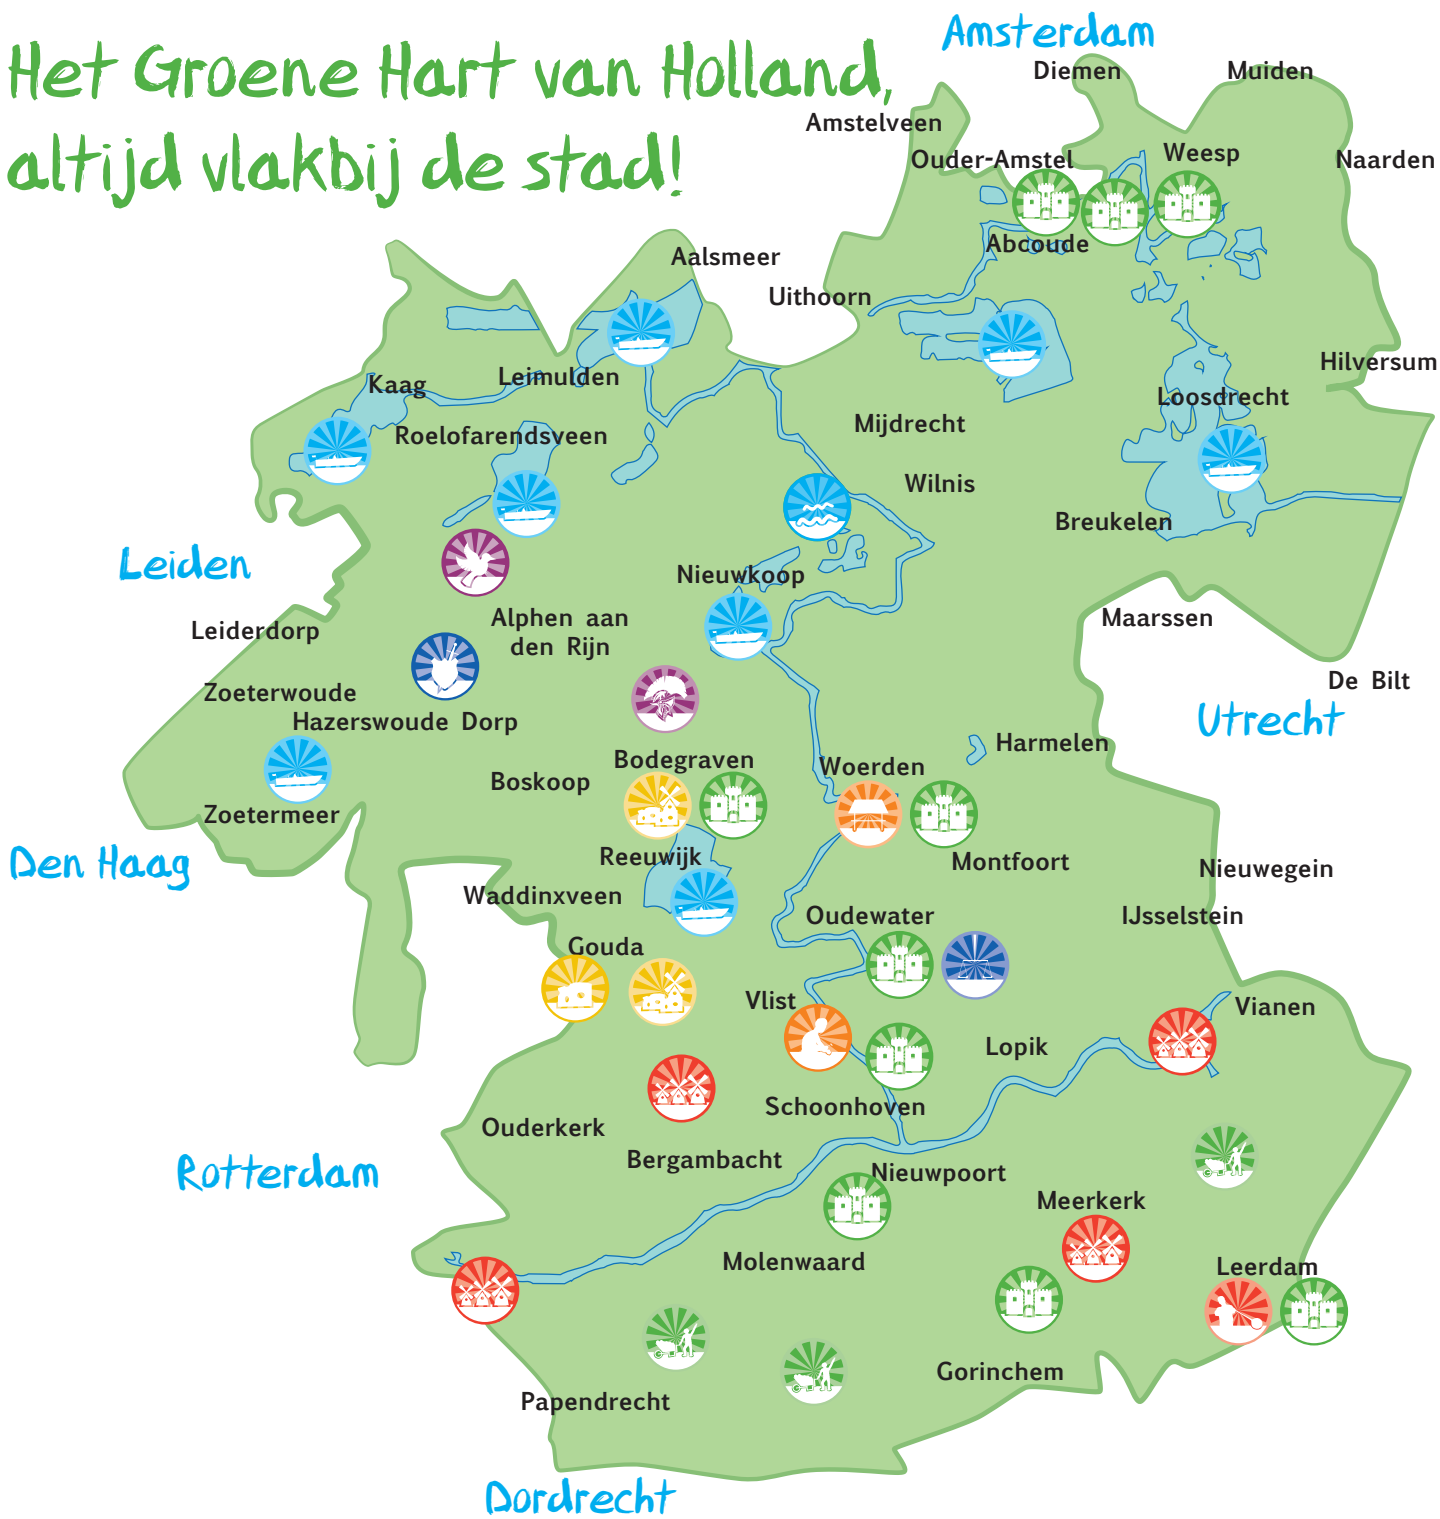 Het Groene Hart van Holland,
altijd vlakbij de stad!
Amsterdam
Diemen
Muiden
Amstelveen
Ouder-Amstel
Weesp
Naarden
Abcoude
Aalsmeer
Uithoorn
Hilversum
Kaag
Leimuiden
Loosdrecht
Roelofarendsveen
Mijdrecht
Wilnis
Breukelen
Leiden
Nieuwkoop
Leiderdorp
Alphen aan
den Rijn
Maarssen
De Bilt
Zoeterwoude
Hazerswoude Dorp
Utrecht
Harmelen
Bodegraven
Woerden
Boskoop
Zoetermeer
Den Haag
Reeuwijk
Montfoort
Nieuwegein
Waddinxveen
Oudewater
IJsselstein
Gouda
Vlist
Vianen
Lopik
Schoonhoven
Ouderkerk
Bergambacht
Rotterdam
Nieuwpoort
Meerkerk
Molenwaard
Leerdam
Gorinchem
Papendrecht
Dordrecht